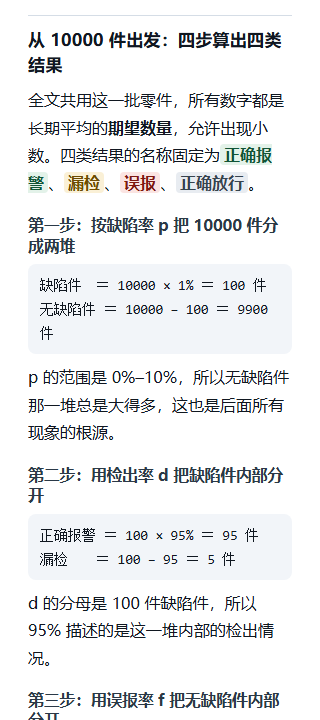 从 10000 件出发：四步算出四类
结果
全文共用这一批零件，所有数字都是
长期平均的期望数量，允许出现小
数。四类结果的名称固定为 正确报
警 、 漏检 、 误报 、 正确放行 。
第一步：按缺陷率 p 把 10000 件分
成两堆
缺陷件 = 10000 × 1% = 100 件
无缺陷件 = 10000 − 100 = 9900
件
p 的范围是 0%–10%，所以无缺陷件
那一堆总是大得多，这也是后面所有
现象的根源。
第二步：用检出率 d 把缺陷件内部分
开
正确报警 = 100 × 95% = 95 件
漏检 = 100 − 95 = 5 件
d 的分母是 100 件缺陷件，所以
95% 描述的是这一堆内部的检出情
况。
第三步：用误报率 f 把无缺陷件内部
分开